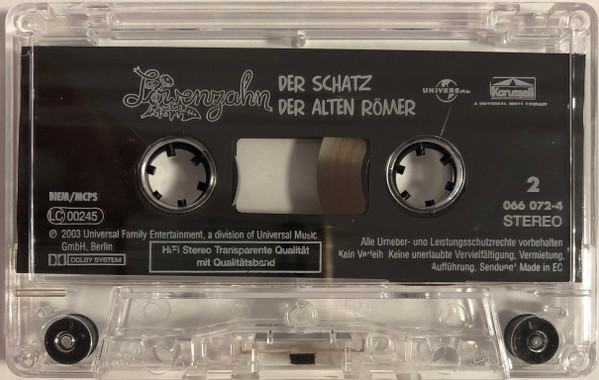 Löwenzahn
DER SCHATZ
DER ALTEN RÖMER
UNIVERSAL
Karussell
A UNIVERSAL MUSIC COMPANY
BIEM/MCPS
LC 00245
2
066 072-4
STEREO
℗ 2003 Universal Family Entertainment, a division of Universal Music
GmbH, Berlin
DOLBY SYSTEM
HiFi Stereo Transparente Qualität
mit Qualitätsband
Alle Urheber- und Leistungsschutzrechte vorbehalten
Kein Verleih Keine unerlaubte Vervielfältigung, Vermietung,
Aufführung, Sendung! Made in EC